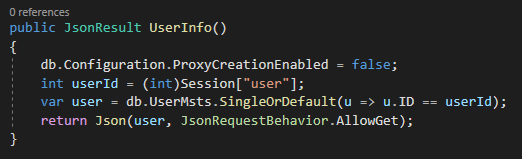 0 references
public JsonResult UserInfo()
{
db.Configuration.ProxyCreationEnabled = false;
int userId = (int)Session["user"];
var user = db.UserMsts.SingleOrDefault(u => u.ID == userId);
return Json(user, JsonRequestBehavior.AllowGet);
}